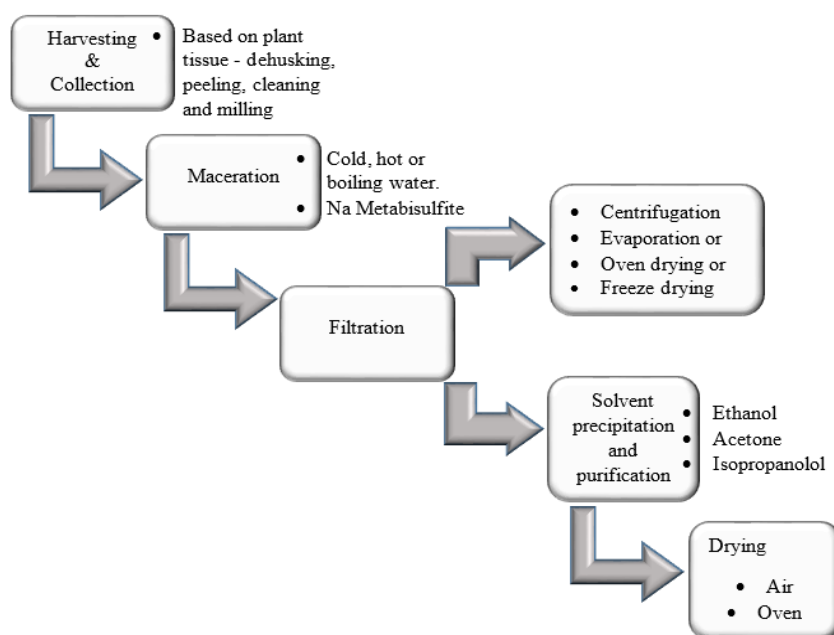 Harvesting
&
Collection
• Based on plant
tissue - dehusking,
peeling, cleaning
and milling
Maceration
• Cold, hot or
boiling water.
• Na Metabisulfite
Filtration
• Centrifugation
• Evaporation or
• Oven drying or
• Freeze drying
Solvent
precipitation
and
purification
• Ethanol
• Acetone
• Isopropanolol
Drying
• Air
• Oven